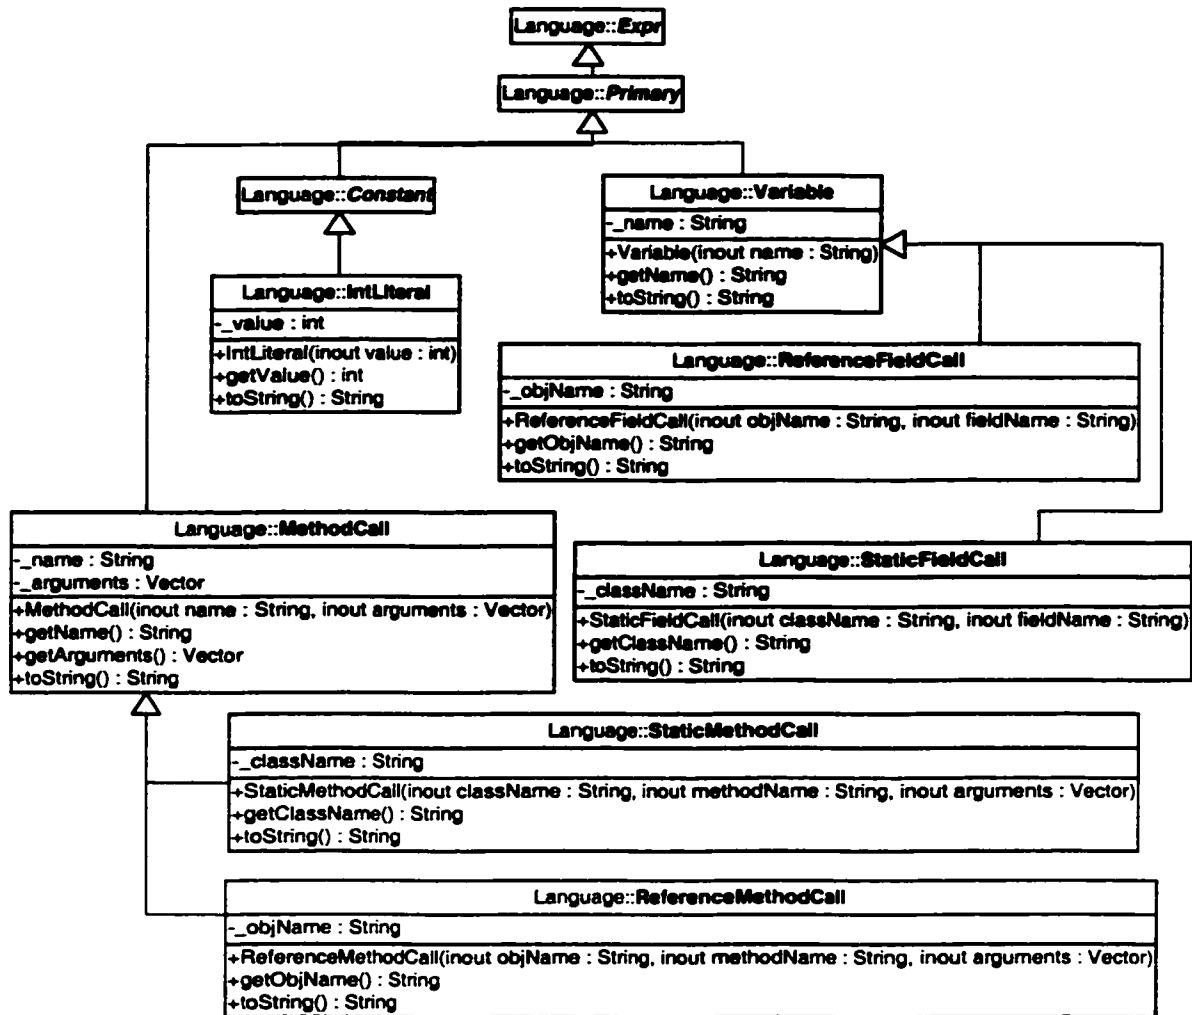 Language::Expr
Language::Primary
Language::Constant
Language::Variable
-_name : String
+Variable(inout name : String)
+getName() : String
+toString() : String
Language::IntLiteral
-_value : int
+IntLiteral(inout value : int)
+getValue() : int
+toString() : String
Language::ReferenceFieldCall
-_objName : String
+ReferenceFieldCall(inout objName : String, inout fieldName : String)
+getObjName() : String
+toString() : String
Language::MethodCall
-_name : String
-_arguments : Vector
+MethodCall(inout name : String, inout arguments : Vector)
+getName() : String
+getArguments() : Vector
+toString() : String
Language::StaticFieldCall
-_className : String
+StaticFieldCall(inout className : String, inout fieldName : String)
+getClassName() : String
+toString() : String
Language::StaticMethodCall
-_className : String
+StaticMethodCall(inout className : String, inout methodName : String, inout arguments : Vector)
+getClassName() : String
+toString() : String
Language::ReferenceMethodCall
-_objName : String
+ReferenceMethodCall(inout objName : String, inout methodName : String, inout arguments : Vector)
+getObjName() : String
+toString() : String